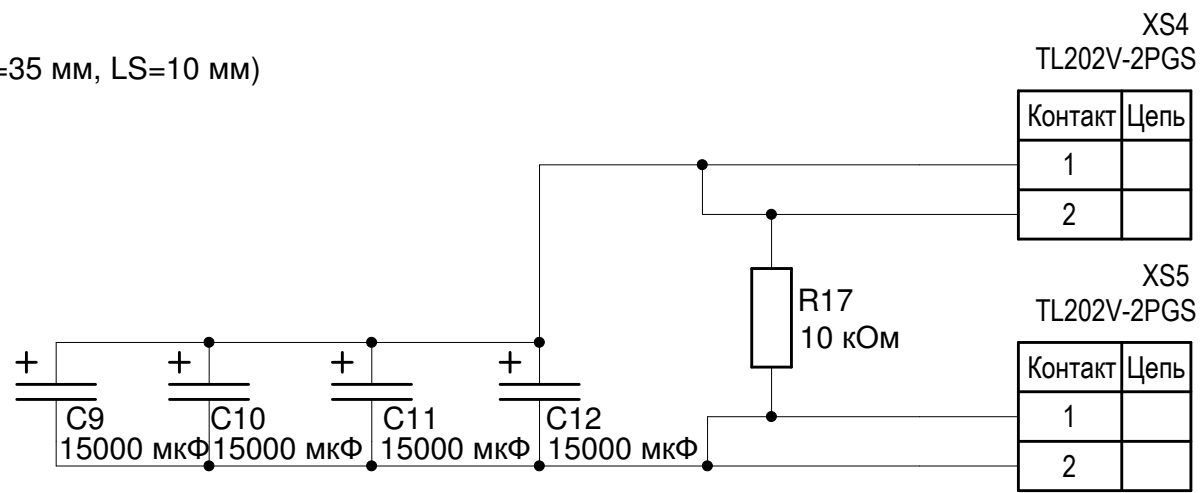 XS4
TL202V-2PGS
=35 мм, LS=10 мм)
Контакт Цепь
1
2
XS5
TL202V-2PGS
R17
10 кОм
Контакт Цепь
1
2
+ + + +
C9 C10 C11 C12
15000 мкФ 15000 мкФ 15000 мкФ 15000 мкФ